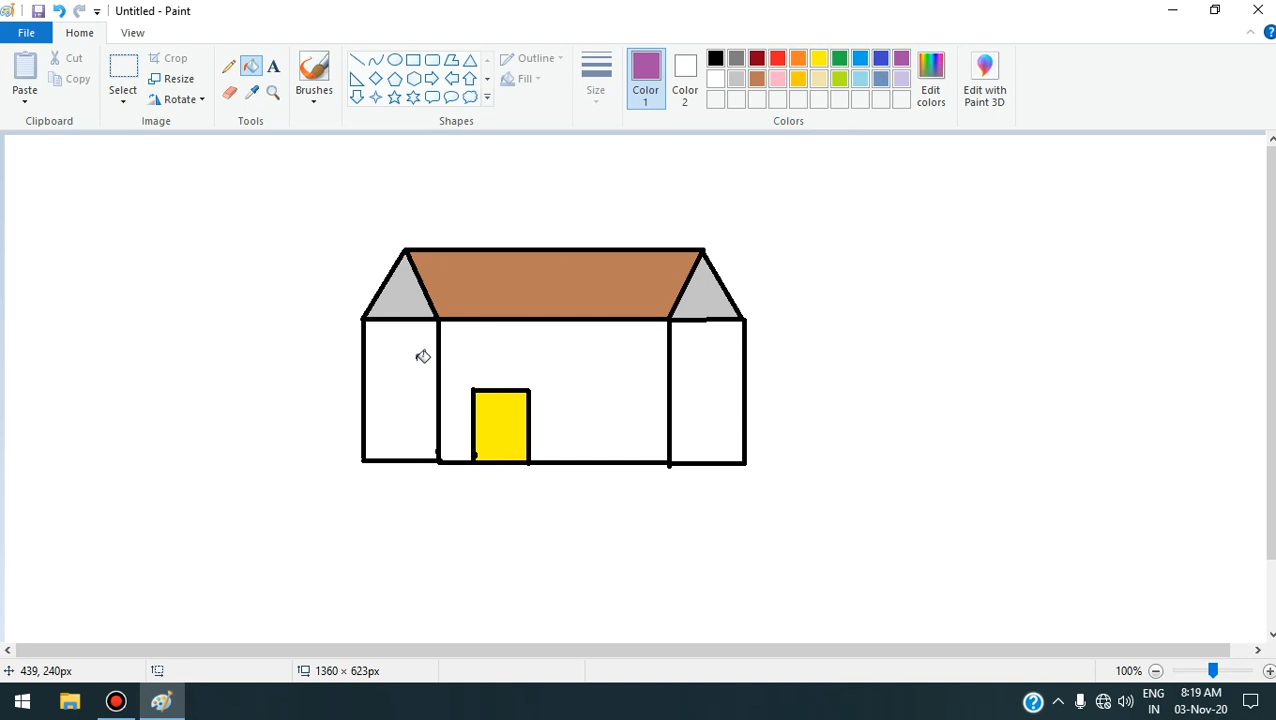 Untitled - Paint
File Home View
Paste
Cut
Copy
Clipboard
Select
Crop
Resize
Rotate
Image
A
Tools
Brushes
Outline
Fill
Shapes
Size
Color 1
Color 2
Edit colors
Colors
Edit with Paint 3D
439, 240px
1360 × 623px
100%
ENG
IN
8:19 AM
03-Nov-20